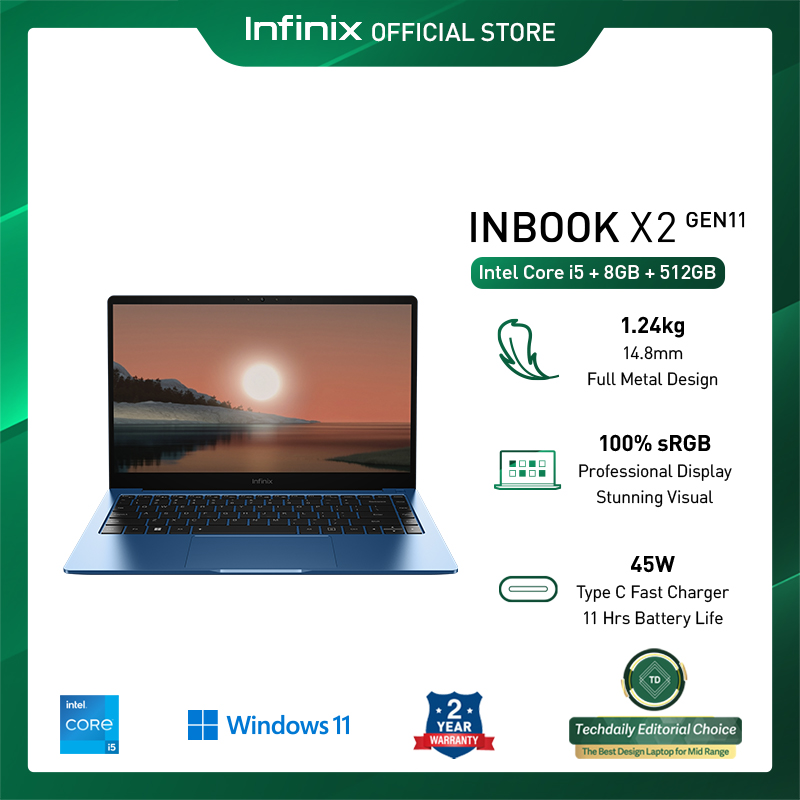 Infinix OFFICIAL STORE
INBOOK X2 GEN11
Intel Core i5 + 8GB + 512GB
1.24kg
14.8mm
Full Metal Design
100% sRGB
Professional Display
Stunning Visual
45W
Type C Fast Charger
11 Hrs Battery Life
Infinix
intel
CORE
i5
Windows 11
2
YEAR
WARRANTY
TD
Techdaily Editorial Choice
The Best Design Laptop for Mid Range